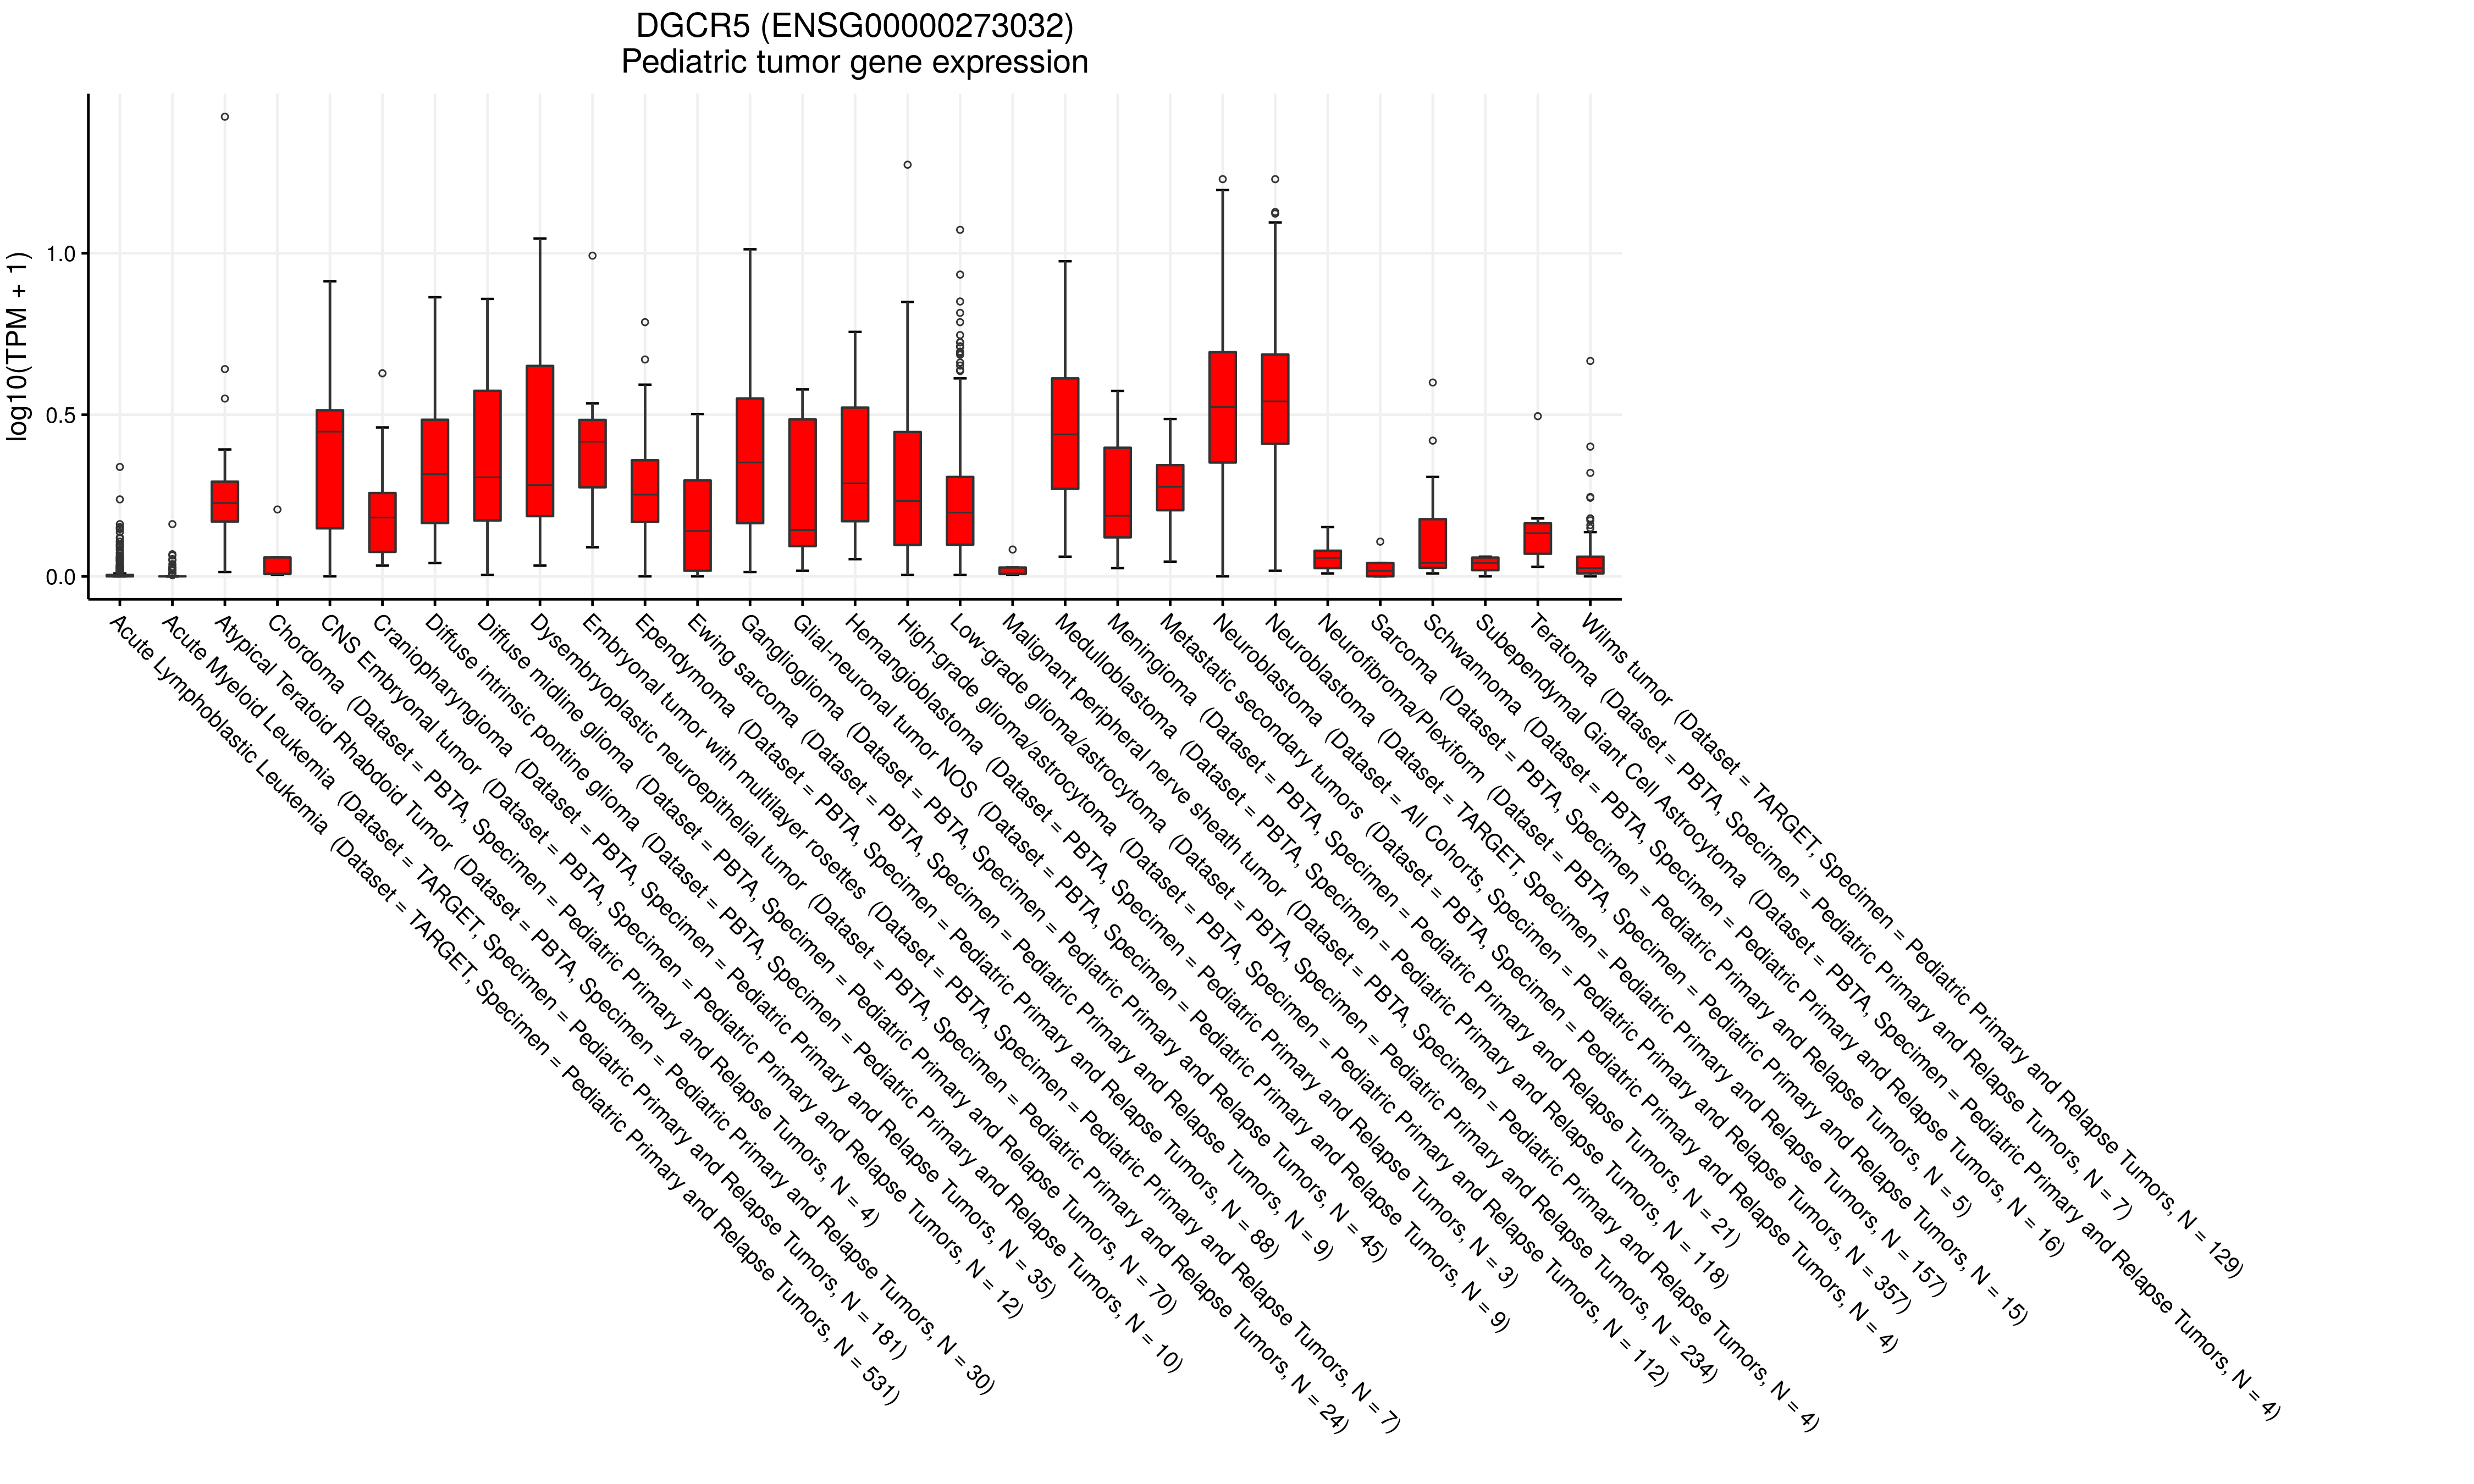 DGCR5 (ENSG00000273032)
Pediatric tumor gene expression
log10(TPM + 1)
1.0
0.5
0.0
Acute Lymphoblastic Leukemia (Dataset = TARGET, Specimen = Pediatric Primary and Relapse Tumors, N = 531)
Acute Myeloid Leukemia (Dataset = TARGET, Specimen = Pediatric Primary and Relapse Tumors, N = 181)
Atypical Teratoid Rhabdoid Tumor (Dataset = PBTA, Specimen = Pediatric Primary and Relapse Tumors, N = 30)
Chordoma (Dataset = PBTA, Specimen = Pediatric Primary and Relapse Tumors, N = 4)
CNS Embryonal tumor (Dataset = PBTA, Specimen = Pediatric Primary and Relapse Tumors, N = 12)
Craniopharyngioma (Dataset = PBTA, Specimen = Pediatric Primary and Relapse Tumors, N = 35)
Diffuse intrinsic pontine glioma (Dataset = PBTA, Specimen = Pediatric Primary and Relapse Tumors, N = 10)
Diffuse midline glioma (Dataset = PBTA, Specimen = Pediatric Primary and Relapse Tumors, N = 70)
Dysembryoplastic neuroepithelial tumor (Dataset = PBTA, Specimen = Pediatric Primary and Relapse Tumors, N = 24)
Embryonal tumor with multilayer rosettes (Dataset = PBTA, Specimen = Pediatric Primary and Relapse Tumors, N = 7)
Ependymoma (Dataset = PBTA, Specimen = Pediatric Primary and Relapse Tumors, N = 88)
Ewing sarcoma (Dataset = PBTA, Specimen = Pediatric Primary and Relapse Tumors, N = 9)
Ganglioglioma (Dataset = PBTA, Specimen = Pediatric Primary and Relapse Tumors, N = 45)
Glial-neuronal tumor NOS (Dataset = PBTA, Specimen = Pediatric Primary and Relapse Tumors, N = 9)
Hemangioblastoma (Dataset = PBTA, Specimen = Pediatric Primary and Relapse Tumors, N = 3)
High-grade glioma/astrocytoma (Dataset = PBTA, Specimen = Pediatric Primary and Relapse Tumors, N = 112)
Low-grade glioma/astrocytoma (Dataset = PBTA, Specimen = Pediatric Primary and Relapse Tumors, N = 234)
Malignant peripheral nerve sheath tumor (Dataset = PBTA, Specimen = Pediatric Primary and Relapse Tumors, N = 4)
Medulloblastoma (Dataset = PBTA, Specimen = Pediatric Primary and Relapse Tumors, N = 118)
Meningioma (Dataset = PBTA, Specimen = Pediatric Primary and Relapse Tumors, N = 21)
Metastatic secondary tumors (Dataset = PBTA, Specimen = Pediatric Primary and Relapse Tumors, N = 4)
Neuroblastoma (Dataset = All Cohorts, Specimen = Pediatric Primary and Relapse Tumors, N = 357)
Neuroblastoma (Dataset = TARGET, Specimen = Pediatric Primary and Relapse Tumors, N = 157)
Neurofibroma/Plexiform (Dataset = PBTA, Specimen = Pediatric Primary and Relapse Tumors, N = 15)
Sarcoma (Dataset = PBTA, Specimen = Pediatric Primary and Relapse Tumors, N = 5)
Schwannoma (Dataset = PBTA, Specimen = Pediatric Primary and Relapse Tumors, N = 16)
Subependymal Giant Cell Astrocytoma (Dataset = PBTA, Specimen = Pediatric Primary and Relapse Tumors, N = 4)
Teratoma (Dataset = PBTA, Specimen = Pediatric Primary and Relapse Tumors, N = 7)
Wilms tumor (Dataset = TARGET, Specimen = Pediatric Primary and Relapse Tumors, N = 129)